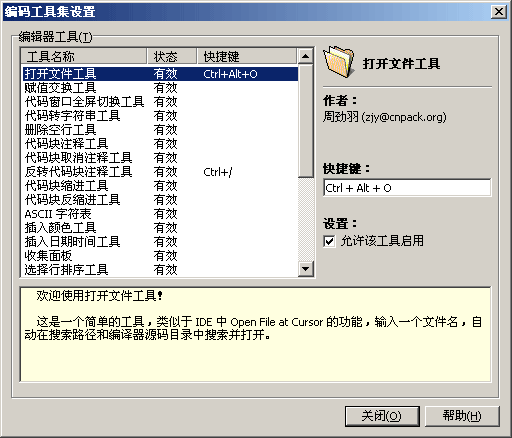 编码工具集设置
编辑器工具(T)
工具名称 状态 快捷键
打开文件工具 有效 Ctrl+Alt+O
赋值交换工具 有效
代码窗口全屏切换工具 有效
代码转字符串工具 有效
删除空行工具 有效
代码块注释工具 有效
代码块取消注释工具 有效
反转代码块注释工具 有效 Ctrl+/
代码块缩进工具 有效
代码块反缩进工具 有效
ASCII 字符表 有效
插入颜色工具 有效
插入日期时间工具 有效
收集面板 有效
选择行排序工具 有效
打开文件工具
作者：
周劲羽 (zjy@cnpack.org)
快捷键：
Ctrl + Alt + O
设置：
允许该工具启用
欢迎使用打开文件工具!
这是一个简单的工具，类似于 IDE 中 Open File at Cursor 的功能，输入一个文件名，自
动在搜索路径和编译器源码目录中搜索并打开。
关闭(O)
帮助(H)